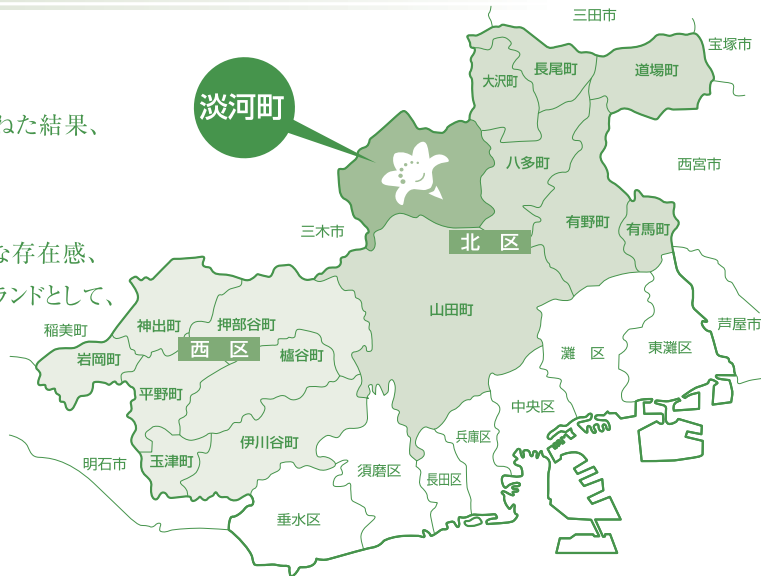 三田市
宝塚市
長尾町
道場町
大沢町
淡河町
ねた結果、
八多町
西宮市
有野町
有馬町
三木市
北 区
な存在感、
ランドとして、
山田町
稲美町
神出町
押部谷町
芦屋市
西 区
岩岡町
櫨谷町
灘 区
東灘区
平野町
中央区
伊川谷町
兵庫区
玉津町
明石市
須磨区
長田区
垂水区